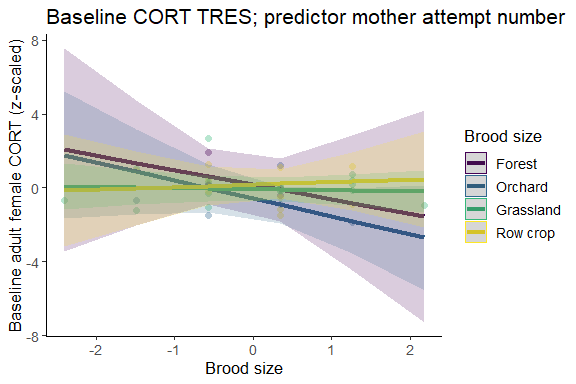 Baseline CORT TRES; predictor mother attempt number
Baseline adult female CORT (z-scaled)
8
4
0
-4
-8
-2
-1
0
1
2
Brood size
Brood size
Forest
Orchard
Grassland
Row crop